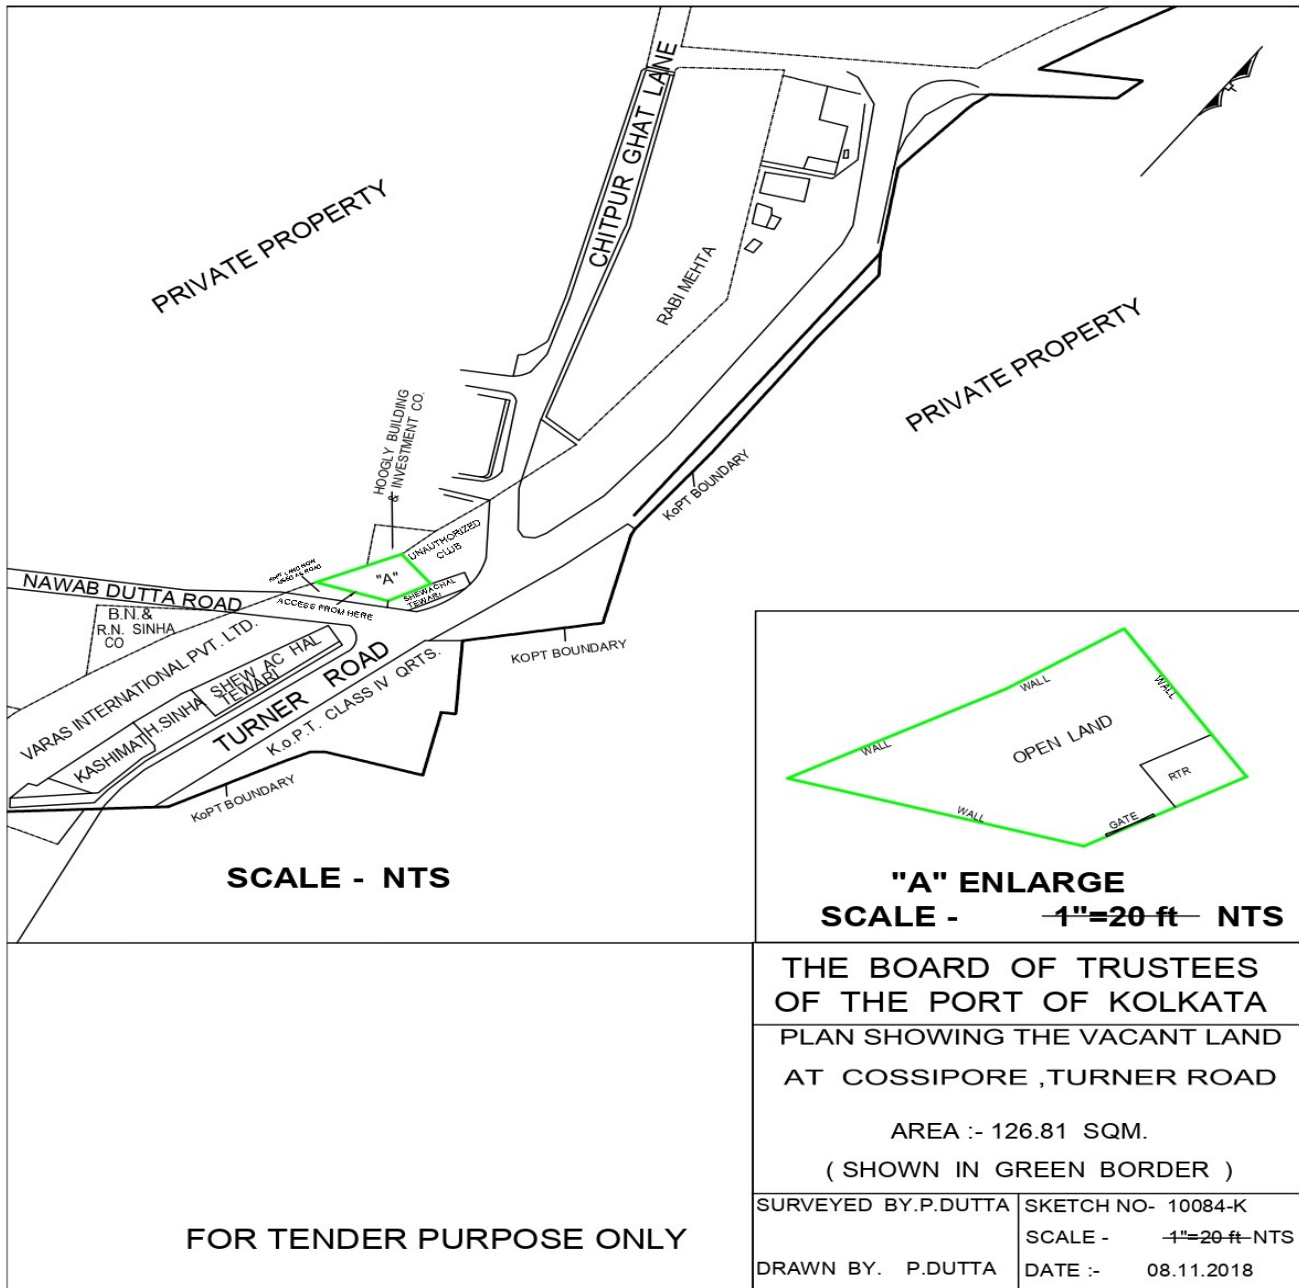 CHITPUR GHAT LANE
PRIVATE PROPERTY
RABI MEHTA
PRIVATE PROPERTY
HOOGLY BUILDING
& INVESTMENT CO.
KoPT BOUNDARY
UNAUTHORIZED
CLUB
"A"
SHEWACHAL
TEWARI
ACCESS FROM HERE
NAWAB DUTTA ROAD
B.N.&
R.N. SINHA
CO
VARAS INTERNATIONAL PVT. LTD.
SHEW AC HAL
TEWARI
KASHIMATH.SINHA
TURNER ROAD
K.o.P.T. CLASS IV QRTS.
KOPT BOUNDARY
KoPT BOUNDARY
SCALE - NTS
WALL
WALL
WALL
OPEN LAND
RTR
WALL
GATE
"A" ENLARGE
SCALE - 1"=20 ft NTS
THE BOARD OF TRUSTEES
OF THE PORT OF KOLKATA
PLAN SHOWING THE VACANT LAND
AT COSSIPORE ,TURNER ROAD
AREA :- 126.81 SQM.
( SHOWN IN GREEN BORDER )
SURVEYED BY.P.DUTTA
DRAWN BY. P.DUTTA
SKETCH NO- 10084-K
SCALE - 1"=20 ft NTS
DATE :- 08.11.2018
FOR TENDER PURPOSE ONLY